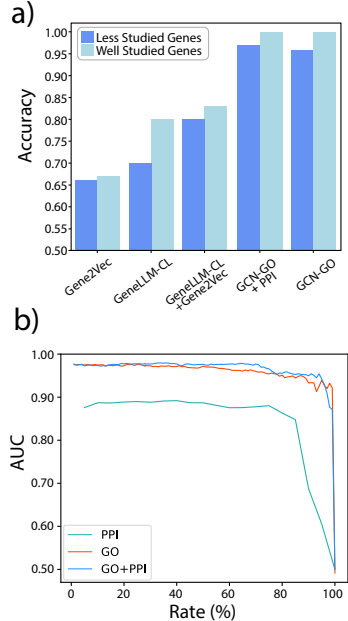 a)
Less Studied Genes
Well Studied Genes
Accuracy
1.00
0.95
0.90
0.85
0.80
0.75
0.70
0.65
0.60
0.55
0.50
Gene2Vec
GeneLLM-CL
GeneLLM-CL
+Gene2Vec
GCN-GO
+ PPI
GCN-GO
b)
AUC
1.00
0.90
0.80
0.70
0.60
0.50
PPI
GO
GO+PPI
0 20 40 60 80 100
Rate (%)